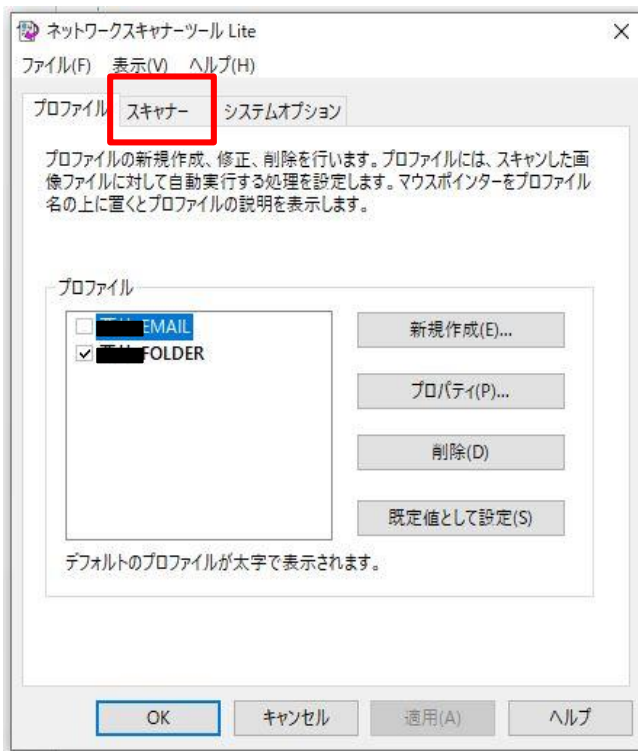 ネットワークスキャナーツール Lite
ファイル(F) 表示(V) ヘルプ(H)
プロファイル スキャナー システムオプション
プロファイルの新規作成、修正、削除を行います。プロファイルには、スキャンした画
像ファイルに対して自動実行する処理を設定します。マウスポインターをプロファイル
名の上に置くとプロファイルの説明を表示します。
プロファイル
EMAIL
FOLDER
新規作成(E)...
プロパティ(P)...
削除(D)
既定値として設定(S)
デフォルトのプロファイルが太字で表示されます。
OK キャンセル 適用(A) ヘルプ